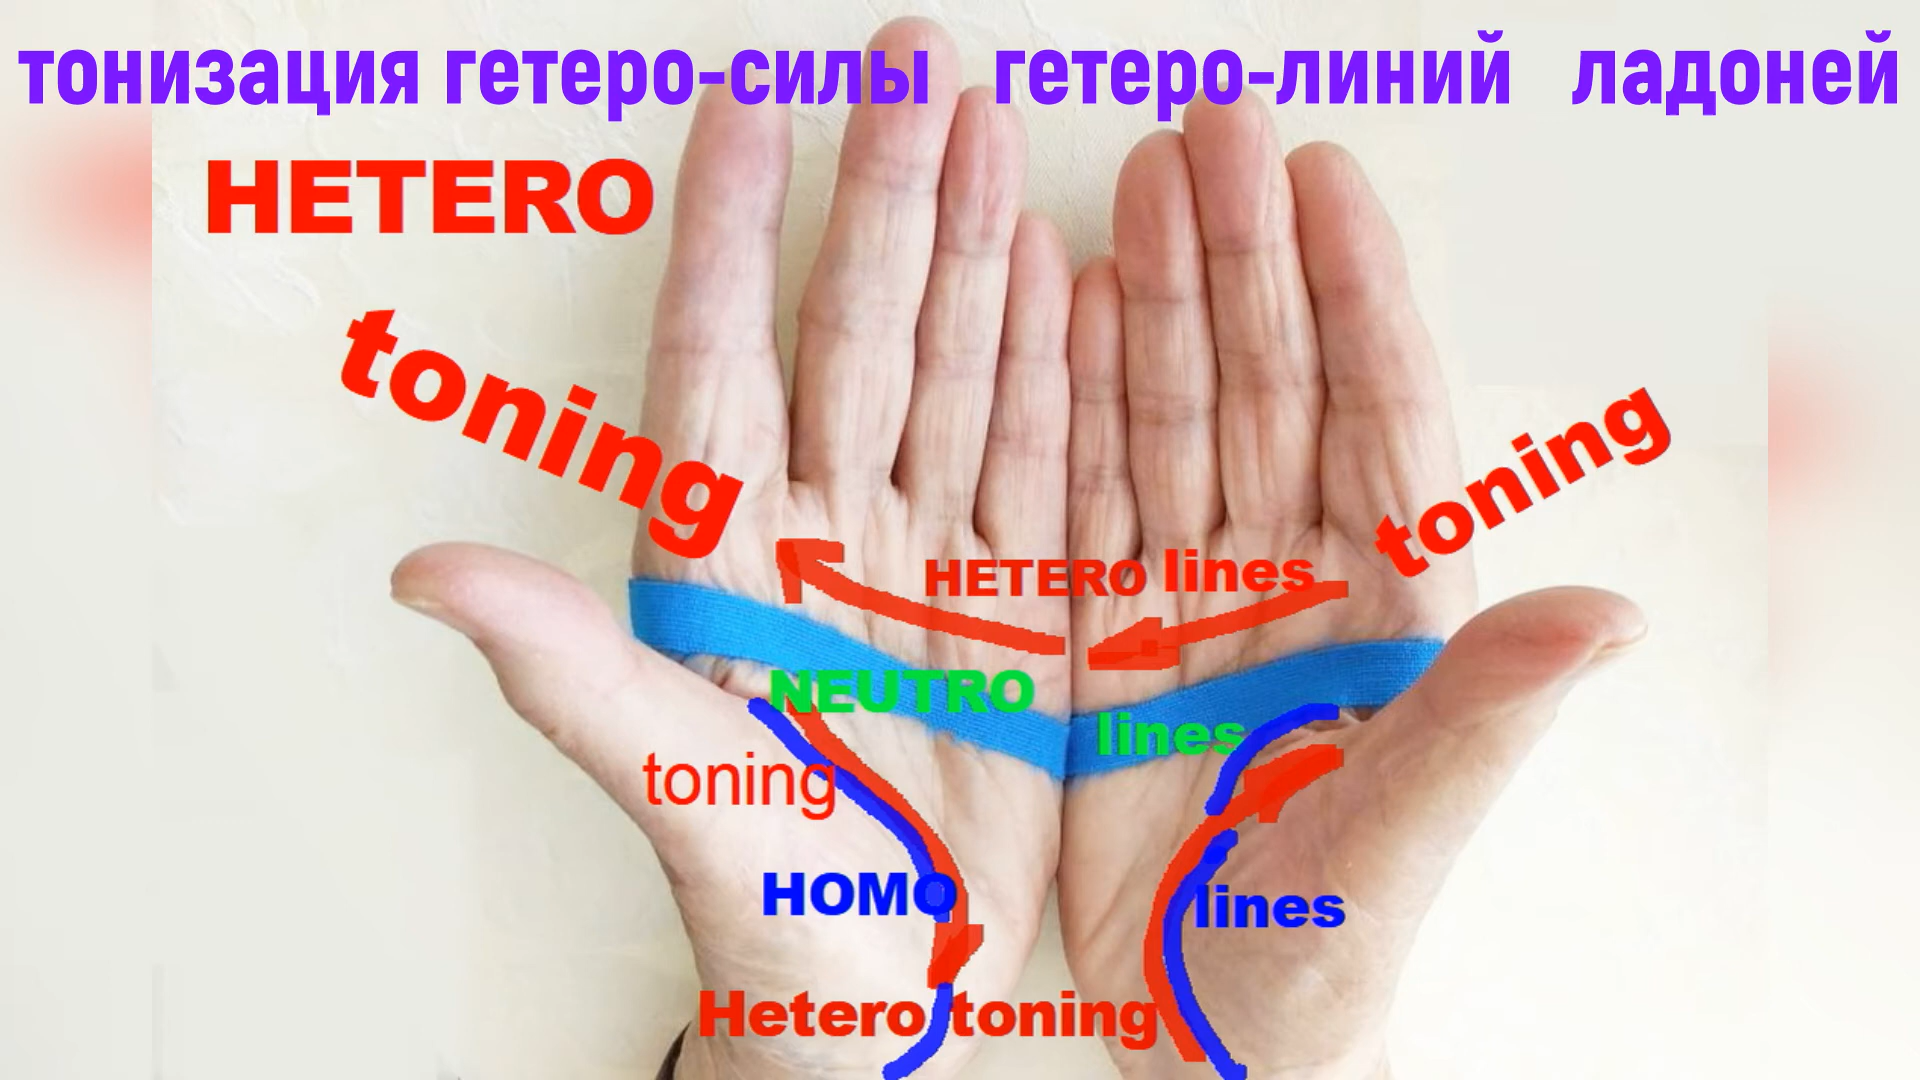 тонизация гетеро-силы гетеро-линий ладоней
HETERO
toning
toning
HETERO lines
NEUTRO
lines
toning
HOMO
lines
Hetero toning